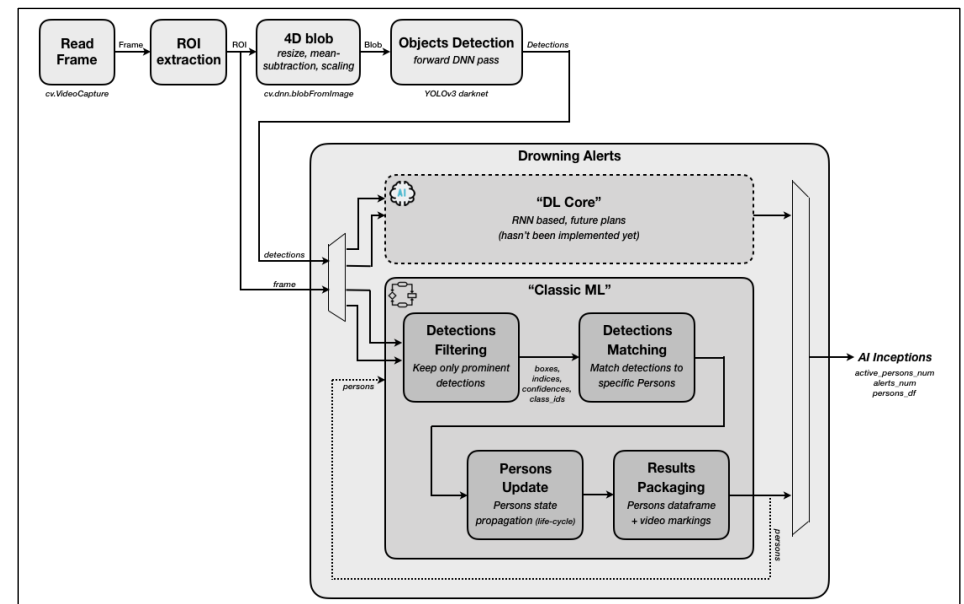 Read
Frame
Frame
ROI
extraction
ROI
4D blob
resize, mean-
subtraction, scaling
Blob
Objects Detection
forward DNN pass
Detections
cv.VideoCapture
cv.dnn.blobFromImage
YOLOv3 darknet
Drowning Alerts
AI
“DL Core”
RNN based, future plans
(hasn’t been implemented yet)
detections
frame
“Classic ML”
Detections
Filtering
Keep only prominent
detections
boxes,
indices,
confidences,
class_ids
Detections
Matching
Match detections to
specific Persons
persons
AI Inceptions
active_persons_num
alerts_num
persons_df
Persons
Update
Persons state
propagation (life-cycle)
Results
Packaging
Persons dataframe
+ video markings
persons